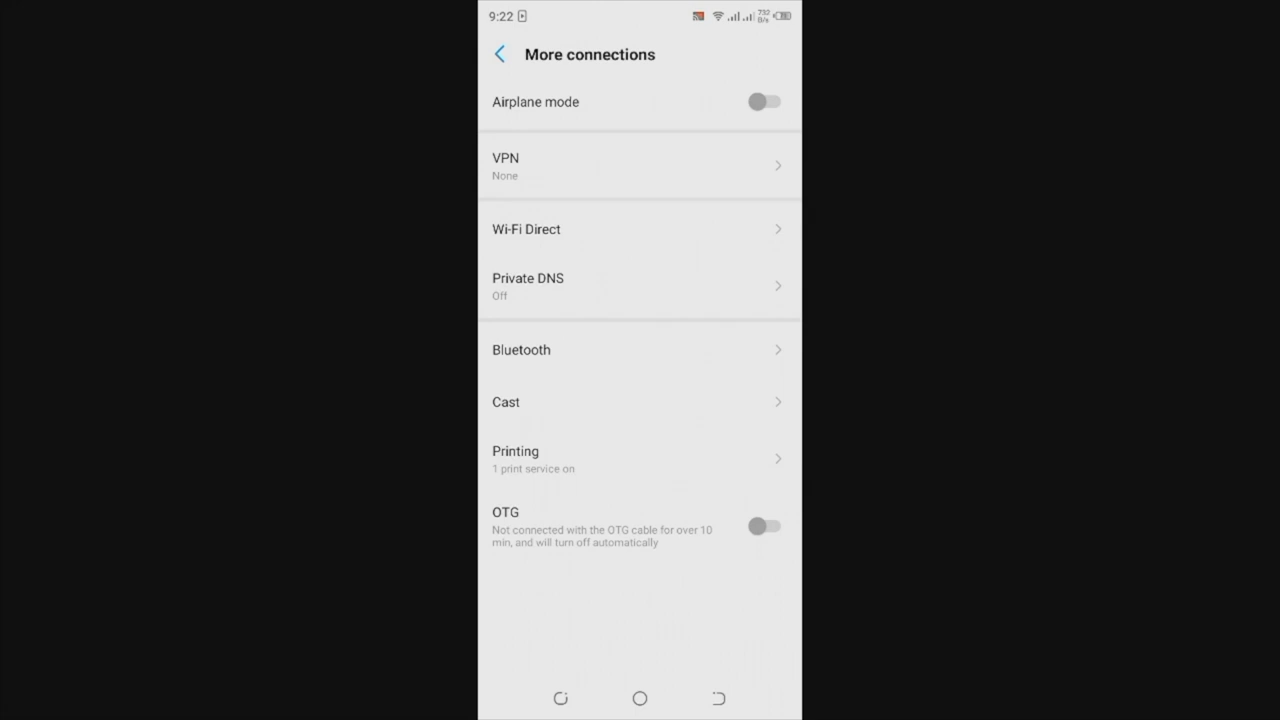 9:22
732
B/s
More connections
Airplane mode
VPN
None
Wi-Fi Direct
Private DNS
Off
Bluetooth
Cast
Printing
1 print service on
OTG
Not connected with the OTG cable for over 10
min, and will turn off automatically